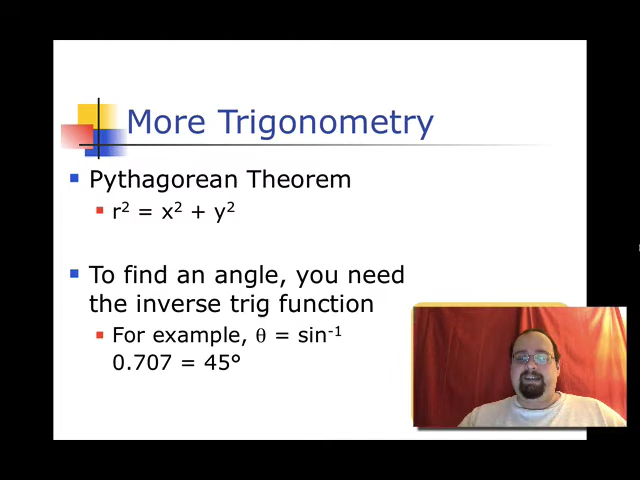 More Trigonometry
Pythagorean Theorem
r² = x² + y²
To find an angle, you need
the inverse trig function
For example, θ = sin⁻¹
0.707 = 45°